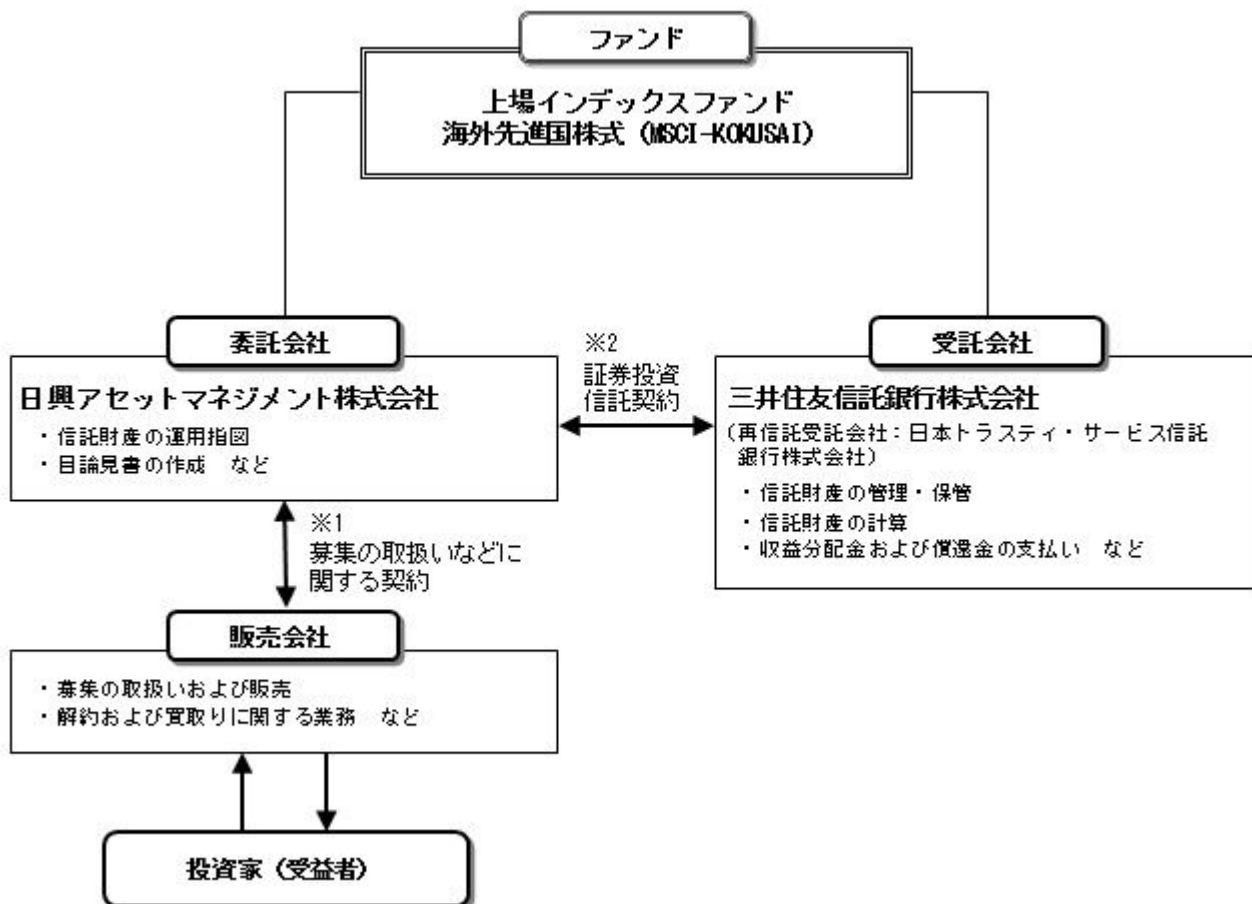 ファンド
上場インデックスファンド
海外先進国株式（MSCI-KOKUSAI）
委託会社
日興アセットマネジメント株式会社
・信託財産の運用指図
・目論見書の作成　など
※2
証券投資
信託契約
受託会社
三井住友信託銀行株式会社
（再信託受託会社：日本トラスティ・サービス信託
銀行株式会社）
・信託財産の管理・保管
・信託財産の計算
・収益分配金および償還金の支払い　など
※1
募集の取扱いなどに
関する契約
販売会社
・募集の取扱いおよび販売
・解約および買取りに関する業務　など
投資家（受益者）